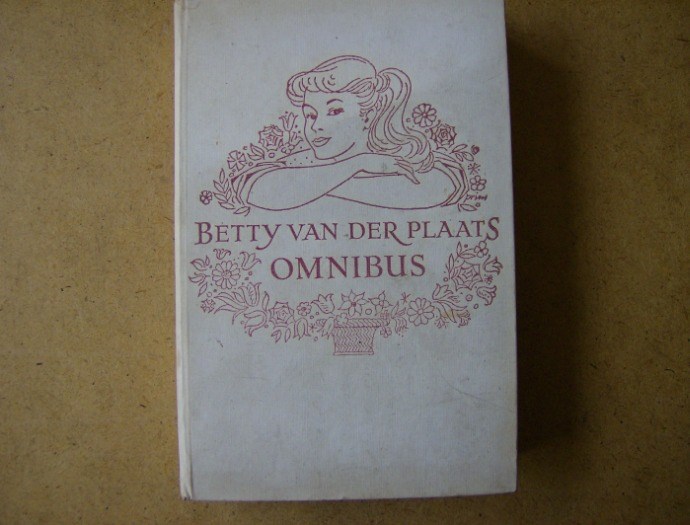 BETTY VAN DER PLAATS
OMNIBUS